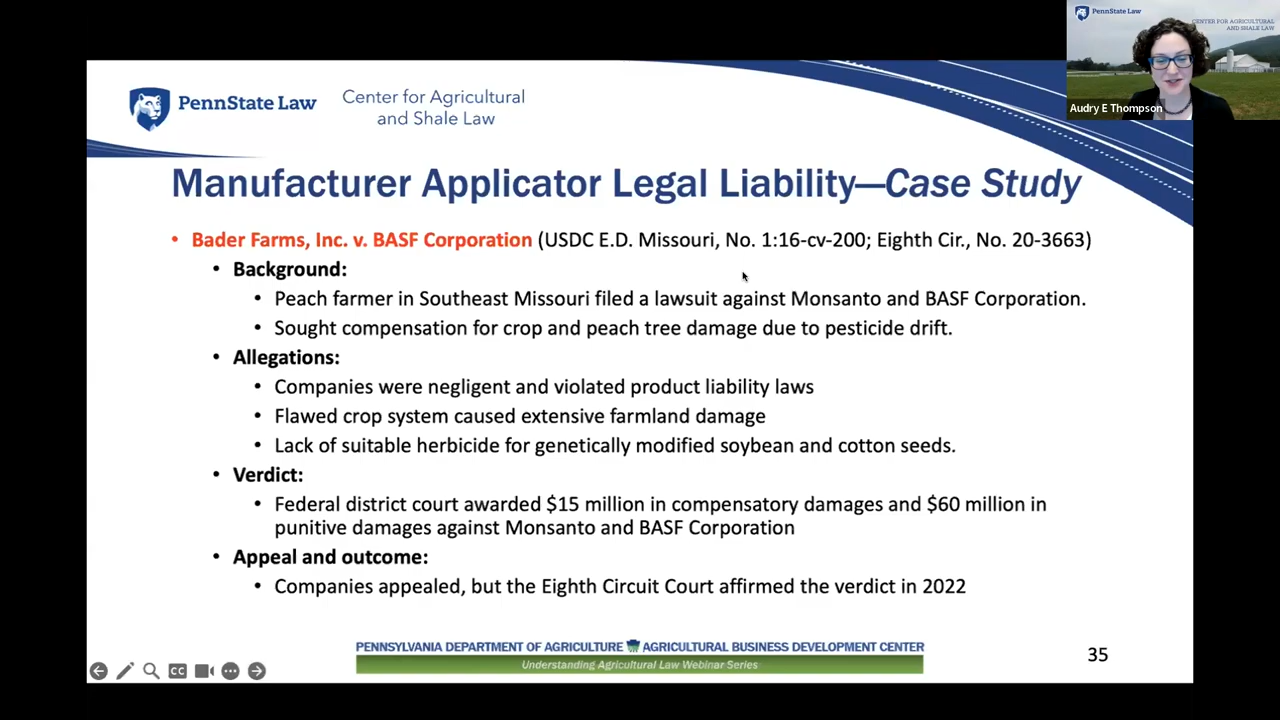 PennState Law
CENTER FOR AGRICULTURAL
AND SHALE LAW
Audry E Thompson
PennState Law
Center for Agricultural
and Shale Law
Manufacturer Applicator Legal Liability—Case Study
• Bader Farms, Inc. v. BASF Corporation (USDC E.D. Missouri, No. 1:16-cv-200; Eighth Cir., No. 20-3663)
• Background:
• Peach farmer in Southeast Missouri filed a lawsuit against Monsanto and BASF Corporation.
• Sought compensation for crop and peach tree damage due to pesticide drift.
• Allegations:
• Companies were negligent and violated product liability laws
• Flawed crop system caused extensive farmland damage
• Lack of suitable herbicide for genetically modified soybean and cotton seeds.
• Verdict:
• Federal district court awarded $15 million in compensatory damages and $60 million in
punitive damages against Monsanto and BASF Corporation
• Appeal and outcome:
• Companies appealed, but the Eighth Circuit Court affirmed the verdict in 2022
PENNSYLVANIA DEPARTMENT OF AGRICULTURE AGRICULTURAL BUSINESS DEVELOPMENT CENTER
Understanding Agricultural Law Webinar Series
35
CC